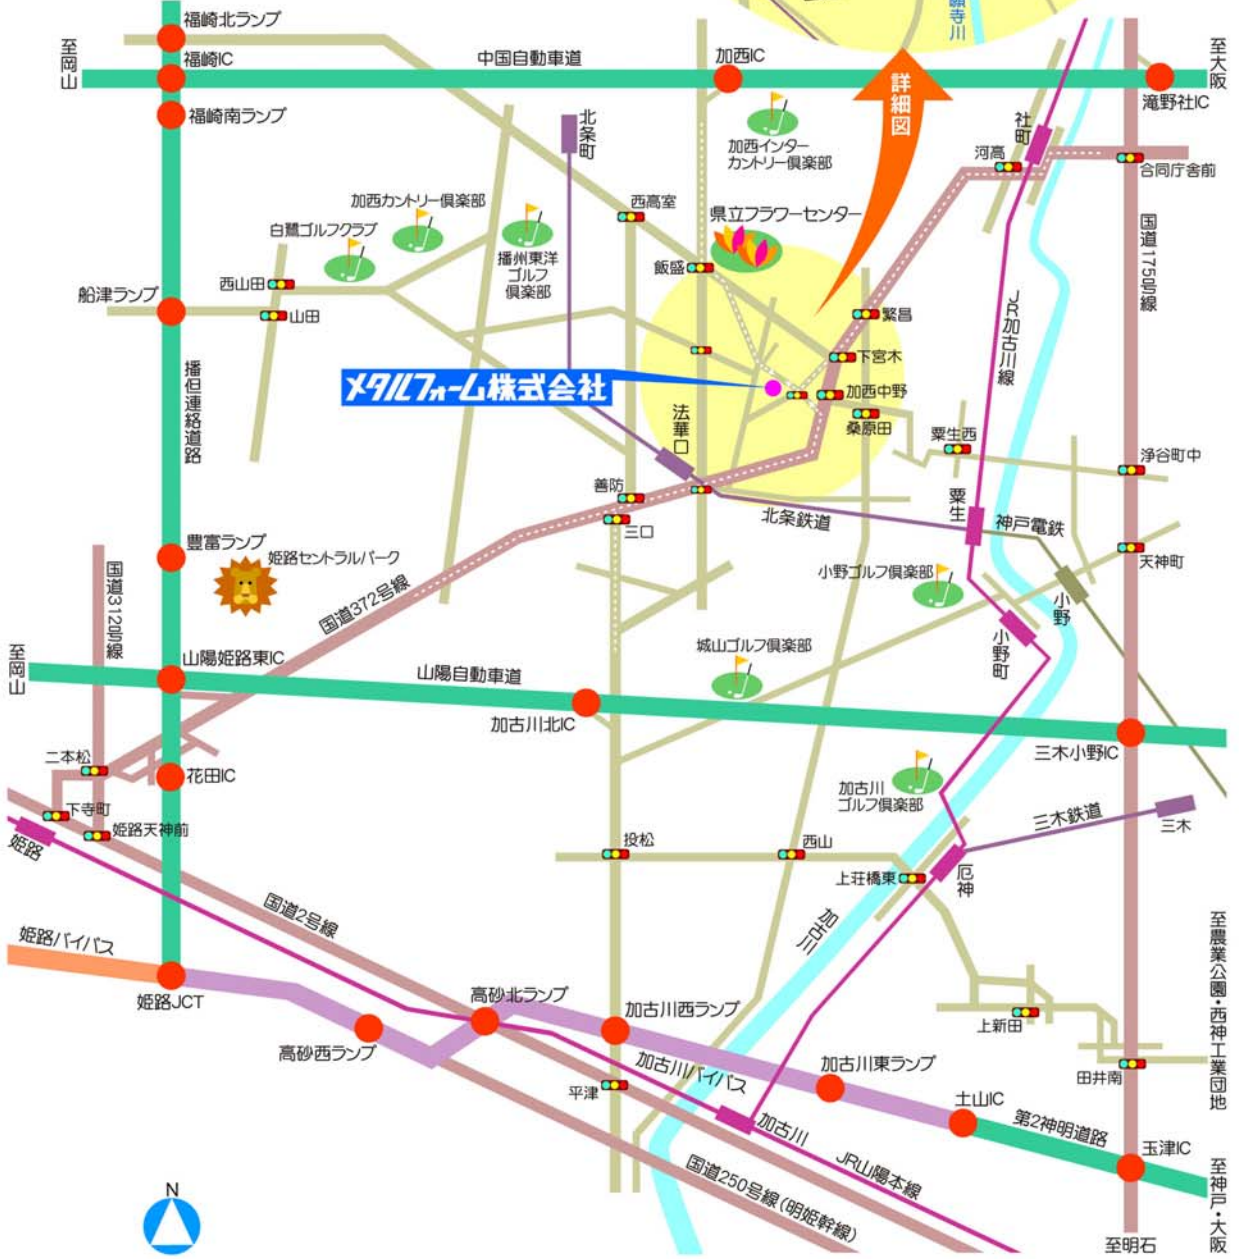 願寺川
福崎北ランプ
至岡山
福崎IC
中国自動車道
加西IC
至大阪
滝野社IC
福崎南ランプ
北条町
詳細図
加西インター
カントリー倶楽部
社町
河高
合同庁舎前
加西カントリー倶楽部
西高室
県立フラワーセンター
白鷺ゴルフクラブ
播州東洋
ゴルフ
倶楽部
国道175号線
飯盛
西山田
船津ランプ
山田
繁昌
JR加古川線
下宮木
播但連絡道路
メタルフォーム株式会社
加西中野
法華口
桑原田
粟生西
浄谷町中
善防
三口
北条鉄道
粟生
神戸電鉄
豊富ランプ
姫路セントラルパーク
天神町
国道312号線
国道372号線
小野ゴルフ倶楽部
小野
小野町
至岡山
山陽姫路東IC
山陽自動車道
城山ゴルフ倶楽部
加古川北IC
三木小野IC
二本松
花田IC
加古川
ゴルフ倶楽部
下寺町
姫路天神前
三木鉄道
三木
姫路
投松
西山
上荘橋東
厄神
国道2号線
加古川
至農業公園・西神工業団地
姫路バイパス
姫路JCT
高砂北ランプ
加古川西ランプ
上新田
高砂西ランプ
加古川バイパス
加古川東ランプ
田井南
平津
土山IC
加古川
第2神明道路
玉津IC
JR山陽本線
国道250号線(明姫幹線)
至神戸・大阪
N
至明石